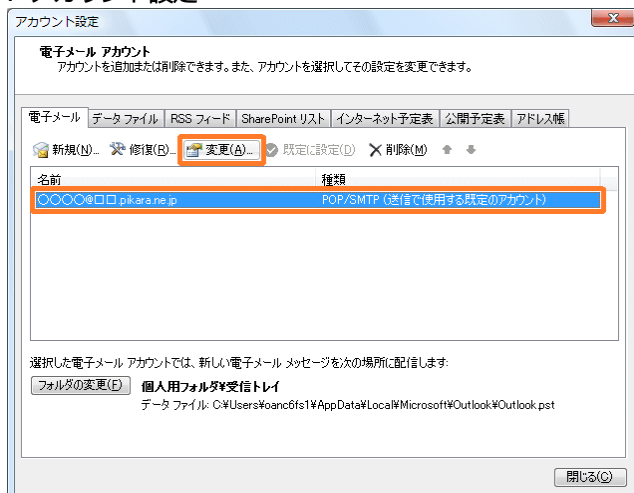 アカウント設定
電子メール アカウント
アカウントを追加または削除できます。また、アカウントを選択してその設定を変更できます。
電子メール データ ファイル RSS フィード SharePoint リスト インターネット予定表 公開予定表 アドレス帳
新規(N)... 修復(R)... 変更(A)... 既定に設定(D) 削除(M)
名前 種類
〇〇〇〇@□□.pikara.ne.jp POP/SMTP (送信で使用する既定のアカウント)
選択した電子メール アカウントでは、新しい電子メール メッセージを次の場所に配信します:
フォルダの変更(F) 個人用フォルダ¥受信トレイ
データ ファイル: C:¥Users¥oanc6fs1¥AppData¥Local¥Microsoft¥Outlook¥Outlook.pst
閉じる(C)